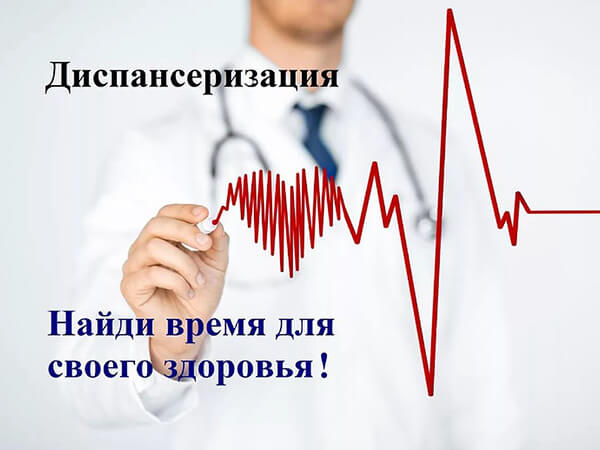 Диспансеризация
Найди время для
своего здоровья!